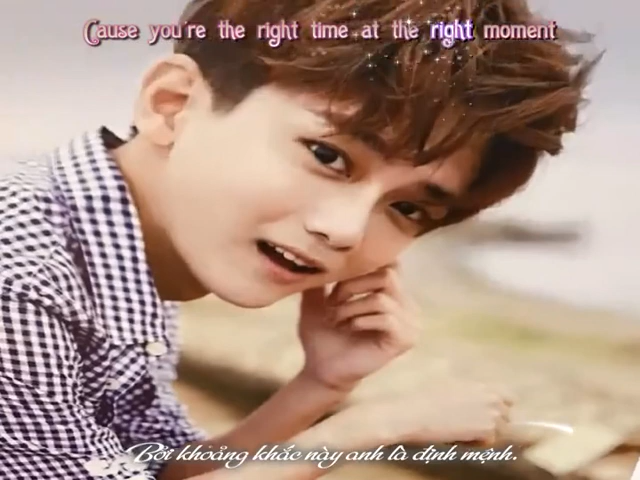 Cause you're the right time at the right moment
Bởi khoảng khắc này anh là định mệnh.